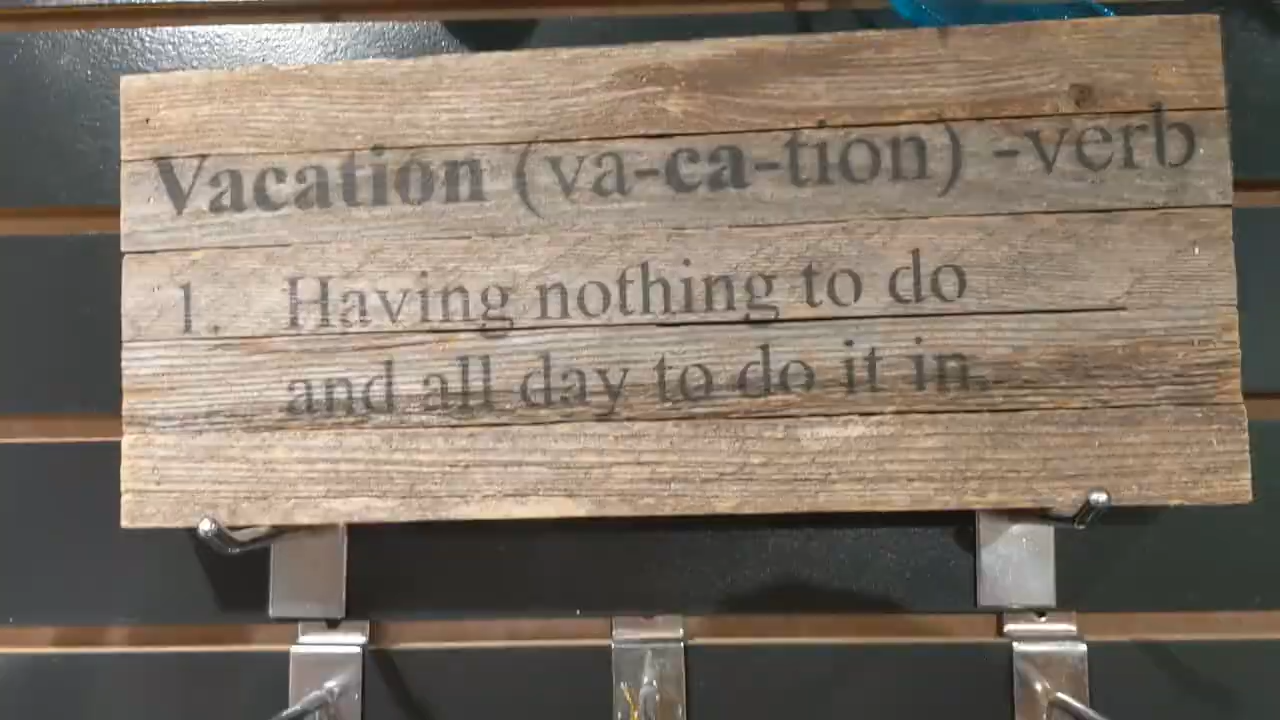 Vacation (va-ca-tion) -verb
1. Having nothing to do
and all day to do it in.